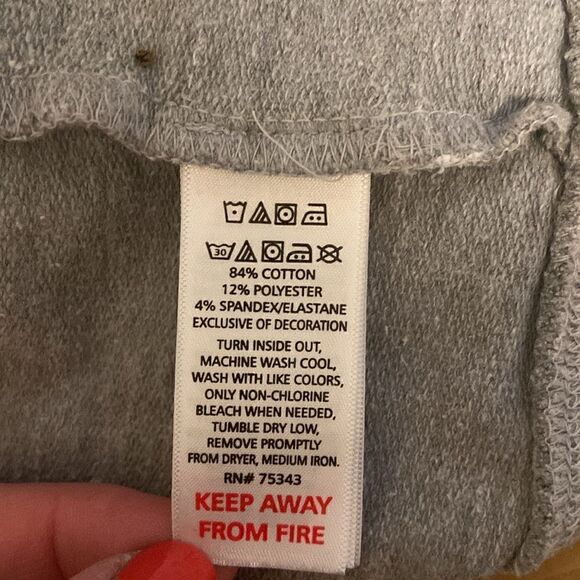 30
84% COTTON
12% POLYESTER
4% SPANDEX/ELASTANE
EXCLUSIVE OF DECORATION
TURN INSIDE OUT,
MACHINE WASH COOL,
WASH WITH LIKE COLORS,
ONLY NON-CHLORINE
BLEACH WHEN NEEDED,
TUMBLE DRY LOW,
REMOVE PROMPTLY
FROM DRYER, MEDIUM IRON.
RN# 75343
KEEP AWAY
FROM FIRE